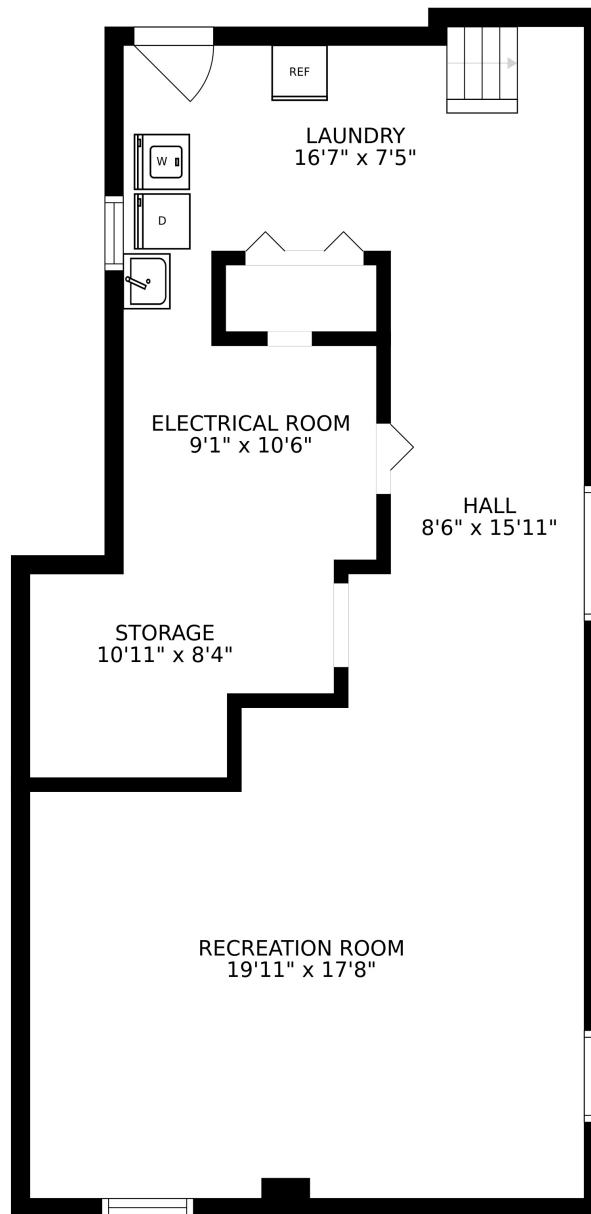 REF
LAUNDRY
16'7" x 7'5"
W
D
ELECTRICAL ROOM
9'1" x 10'6"
HALL
8'6" x 15'11"
STORAGE
10'11" x 8'4"
RECREATION ROOM
19'11" x 17'8"